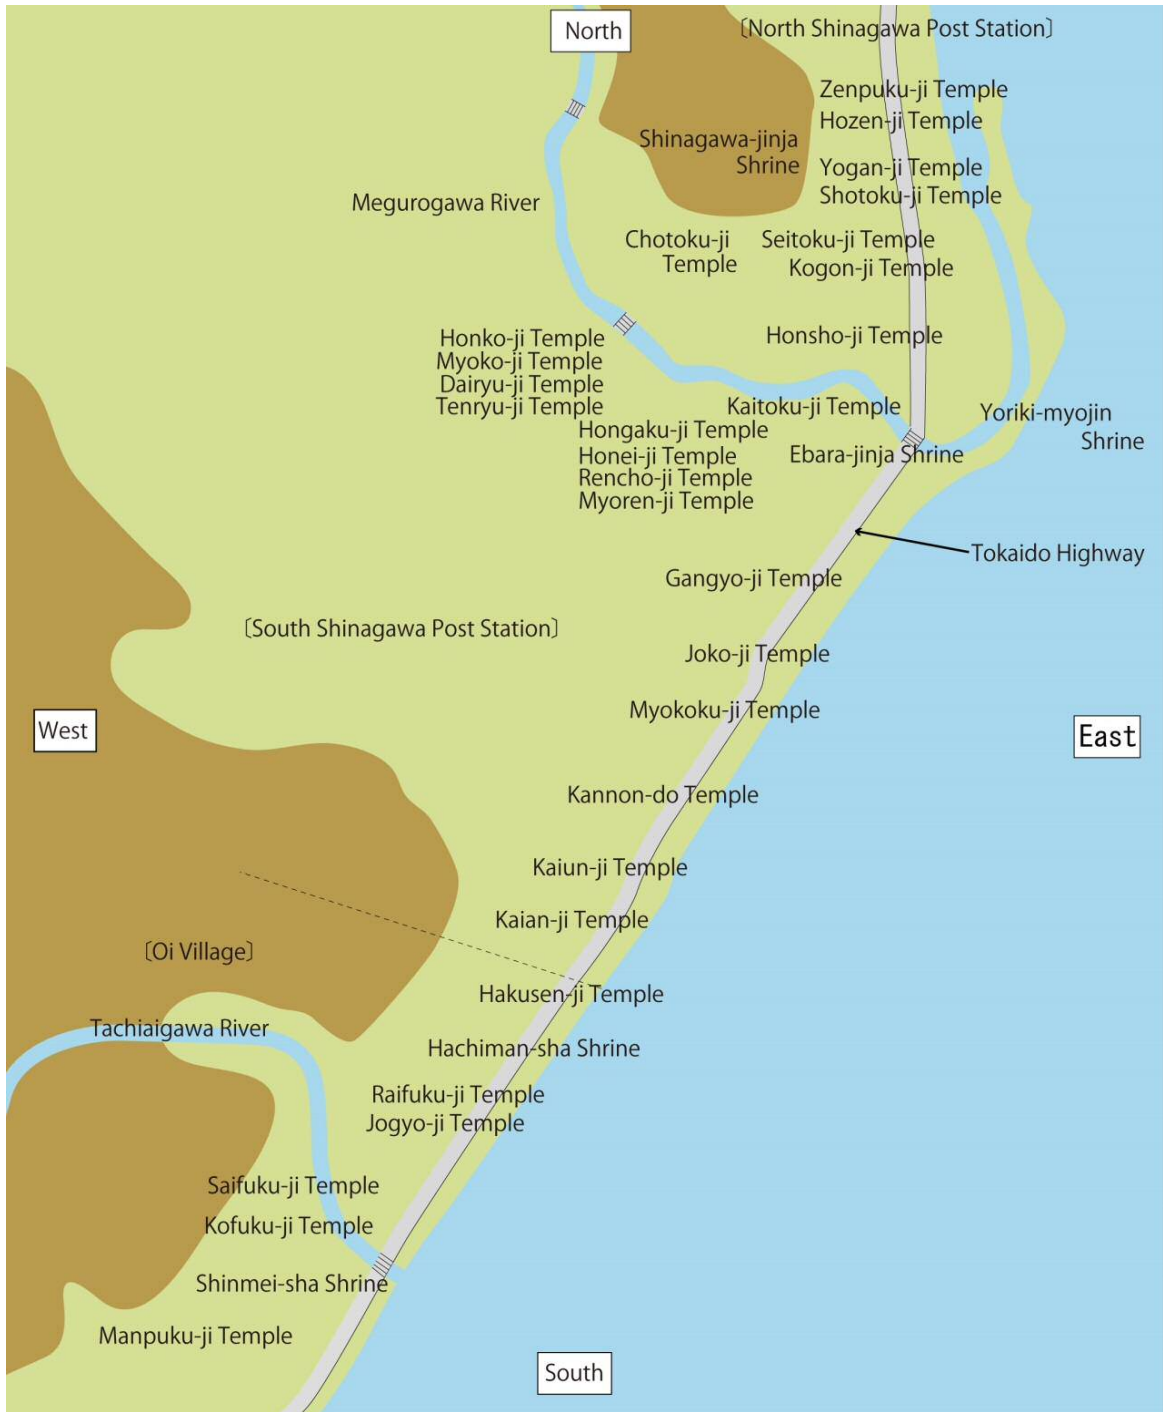 North
〔North Shinagawa Post Station〕
Zenpuku-ji Temple
Hozen-ji Temple
Shinagawa-jinja
Shrine
Yogan-ji Temple
Shotoku-ji Temple
Megurogawa River
Chotoku-ji
Temple
Seitoku-ji Temple
Kogon-ji Temple
Honsho-ji Temple
Honko-ji Temple
Myoko-ji Temple
Dairyu-ji Temple
Tenryu-ji Temple
Kaitoku-ji Temple
Yoriki-myojin
Shrine
Hongaku-ji Temple
Honei-ji Temple
Rencho-ji Temple
Myoren-ji Temple
Ebara-jinja Shrine
Tokaido Highway
Gangyo-ji Temple
〔South Shinagawa Post Station〕
Joko-ji Temple
Myokoku-ji Temple
West
East
Kannon-do Temple
Kaiun-ji Temple
Kaian-ji Temple
〔Oi Village〕
Hakusen-ji Temple
Tachiaigawa River
Hachiman-sha Shrine
Raifuku-ji Temple
Jogyo-ji Temple
Saifuku-ji Temple
Kofuku-ji Temple
Shinmei-sha Shrine
Manpuku-ji Temple
South